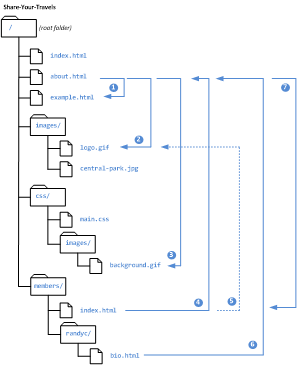 Share-Your-Travels
/ (root folder)
index.html
about.html
1
7
example.html
images/
2
logo.gif
central-park.jpg
css/
main.css
images/
3
background.gif
members/
index.html
4
5
randyc/
6
bio.html